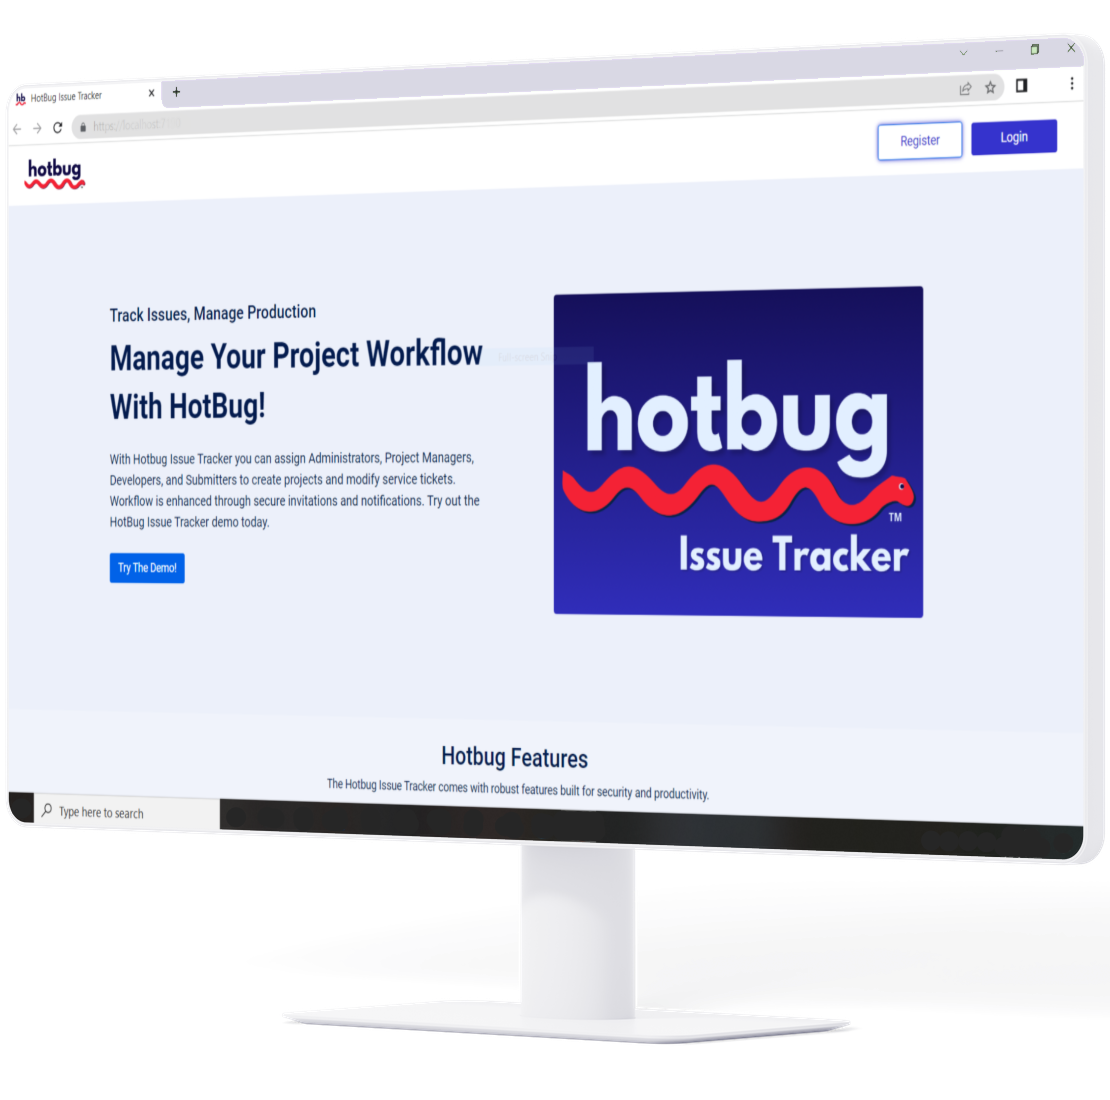 hb HotBug Issue Tracker
https://localhost:7
hotbug
Register
Login
Track Issues, Manage Production
Manage Your Project Workflow
With HotBug!
With Hotbug Issue Tracker you can assign Administrators, Project Managers,
Developers, and Submitters to create projects and modify service tickets.
Workflow is enhanced through secure invitations and notifications. Try out the
HotBug Issue Tracker demo today.
Try The Demo!
hotbug
TM
Issue Tracker
Hotbug Features
The Hotbug Issue Tracker comes with robust features built for security and productivity.
Type here to search